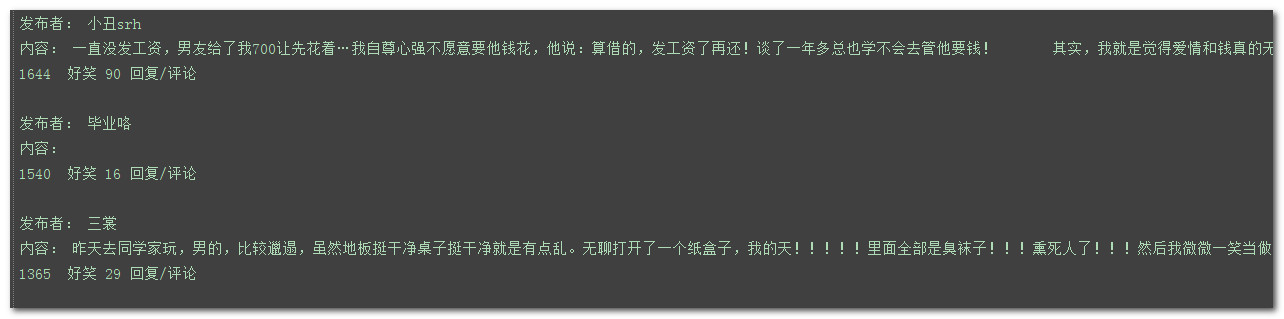 发布者： 小丑srh
内容： 一直没发工资，男友给了我700让先花着…我自尊心强不愿意要他钱花，他说：算借的，发工资了再还！谈了一年多总也学不会去管他要钱！ 其实，我就是觉得爱情和钱真的无
1644 好笑 90 回复/评论
发布者： 毕业咯
内容：
1540 好笑 16 回复/评论
发布者： 三裳
内容： 昨天去同学家玩，男的，比较邋遢，虽然地板挺干净桌子挺干净就是有点乱。无聊打开了一个纸盒子，我的天！！！！！里面全部是臭袜子！！！熏死人了！！！然后我微微一笑当做
1365 好笑 29 回复/评论